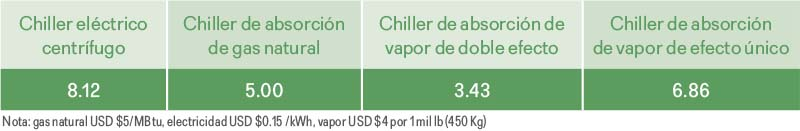 Chiller eléctrico
centrífugo
Chiller de absorción
de gas natural
Chiller de absorción de
vapor de doble efecto
Chiller de absorción
de vapor de efecto único
8.12
5.00
3.43
6.86
Nota: gas natural USD $5/MBtu, electricidad USD $0.15 /kWh, vapor USD $4 por 1 mil lb (450 Kg)